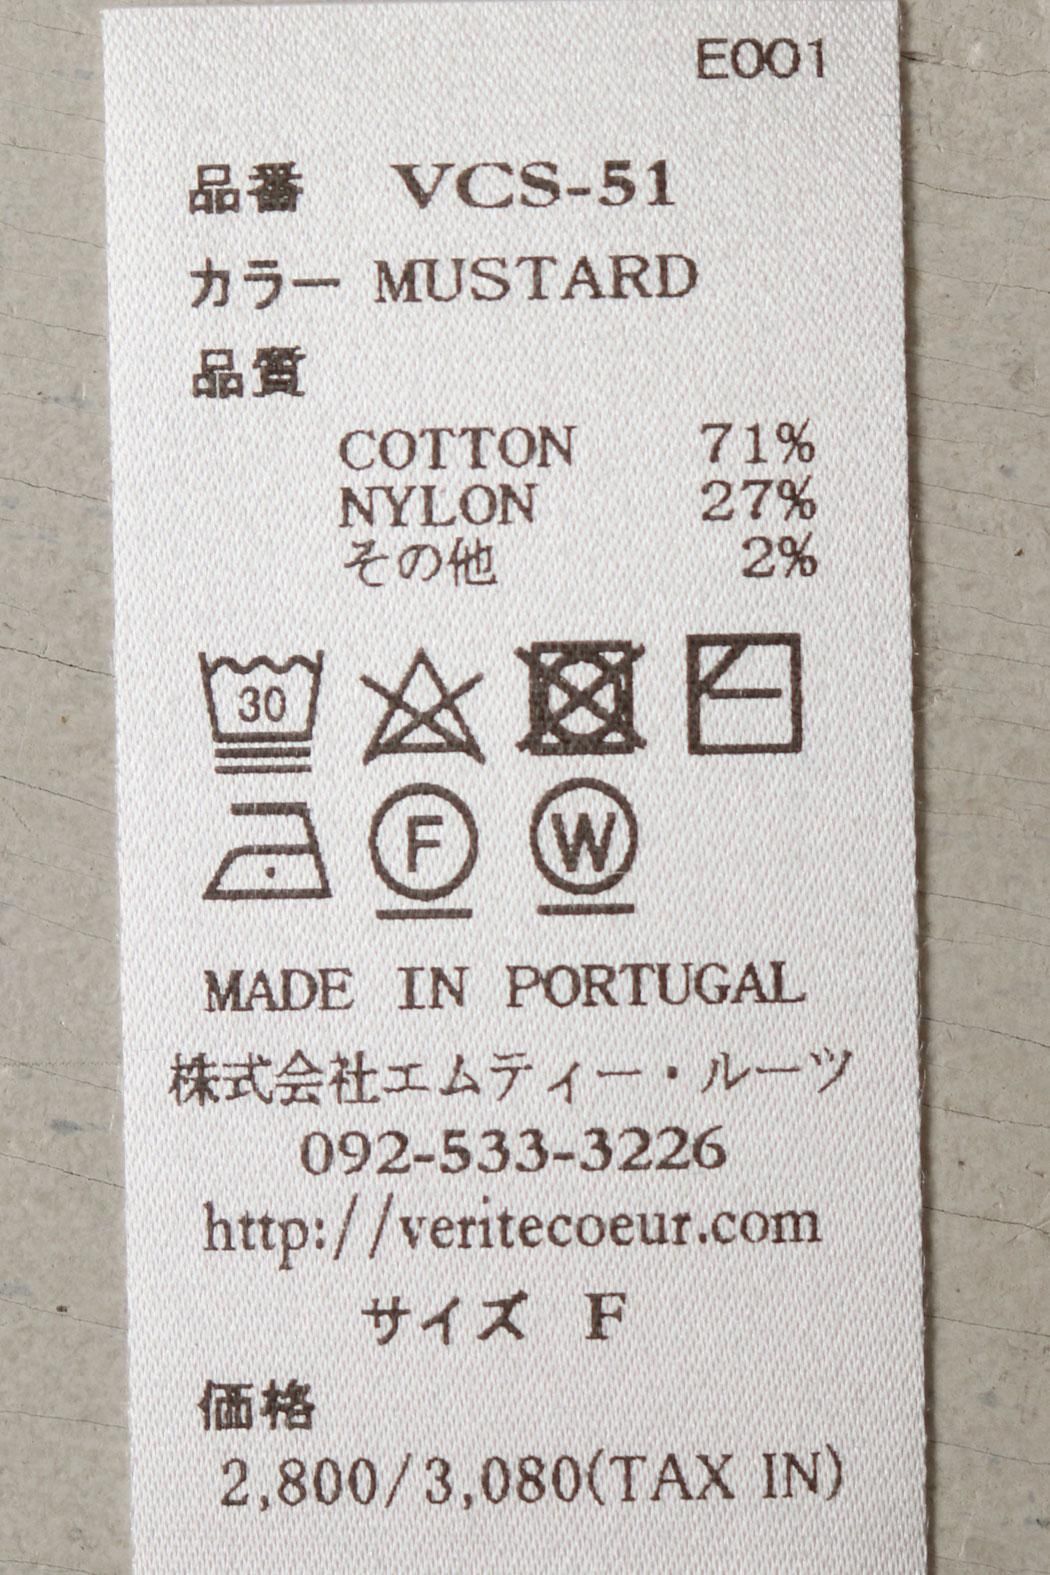 E001
品番 VCS-51
カラー MUSTARD
品質
COTTON 71%
NYLON 27%
その他 2%
30
F W
MADE IN PORTUGAL
株式会社エムティー・ルーツ
092-533-3226
http://veritecoeur.com
サイズ F
価格
2,800/3,080(TAX IN)